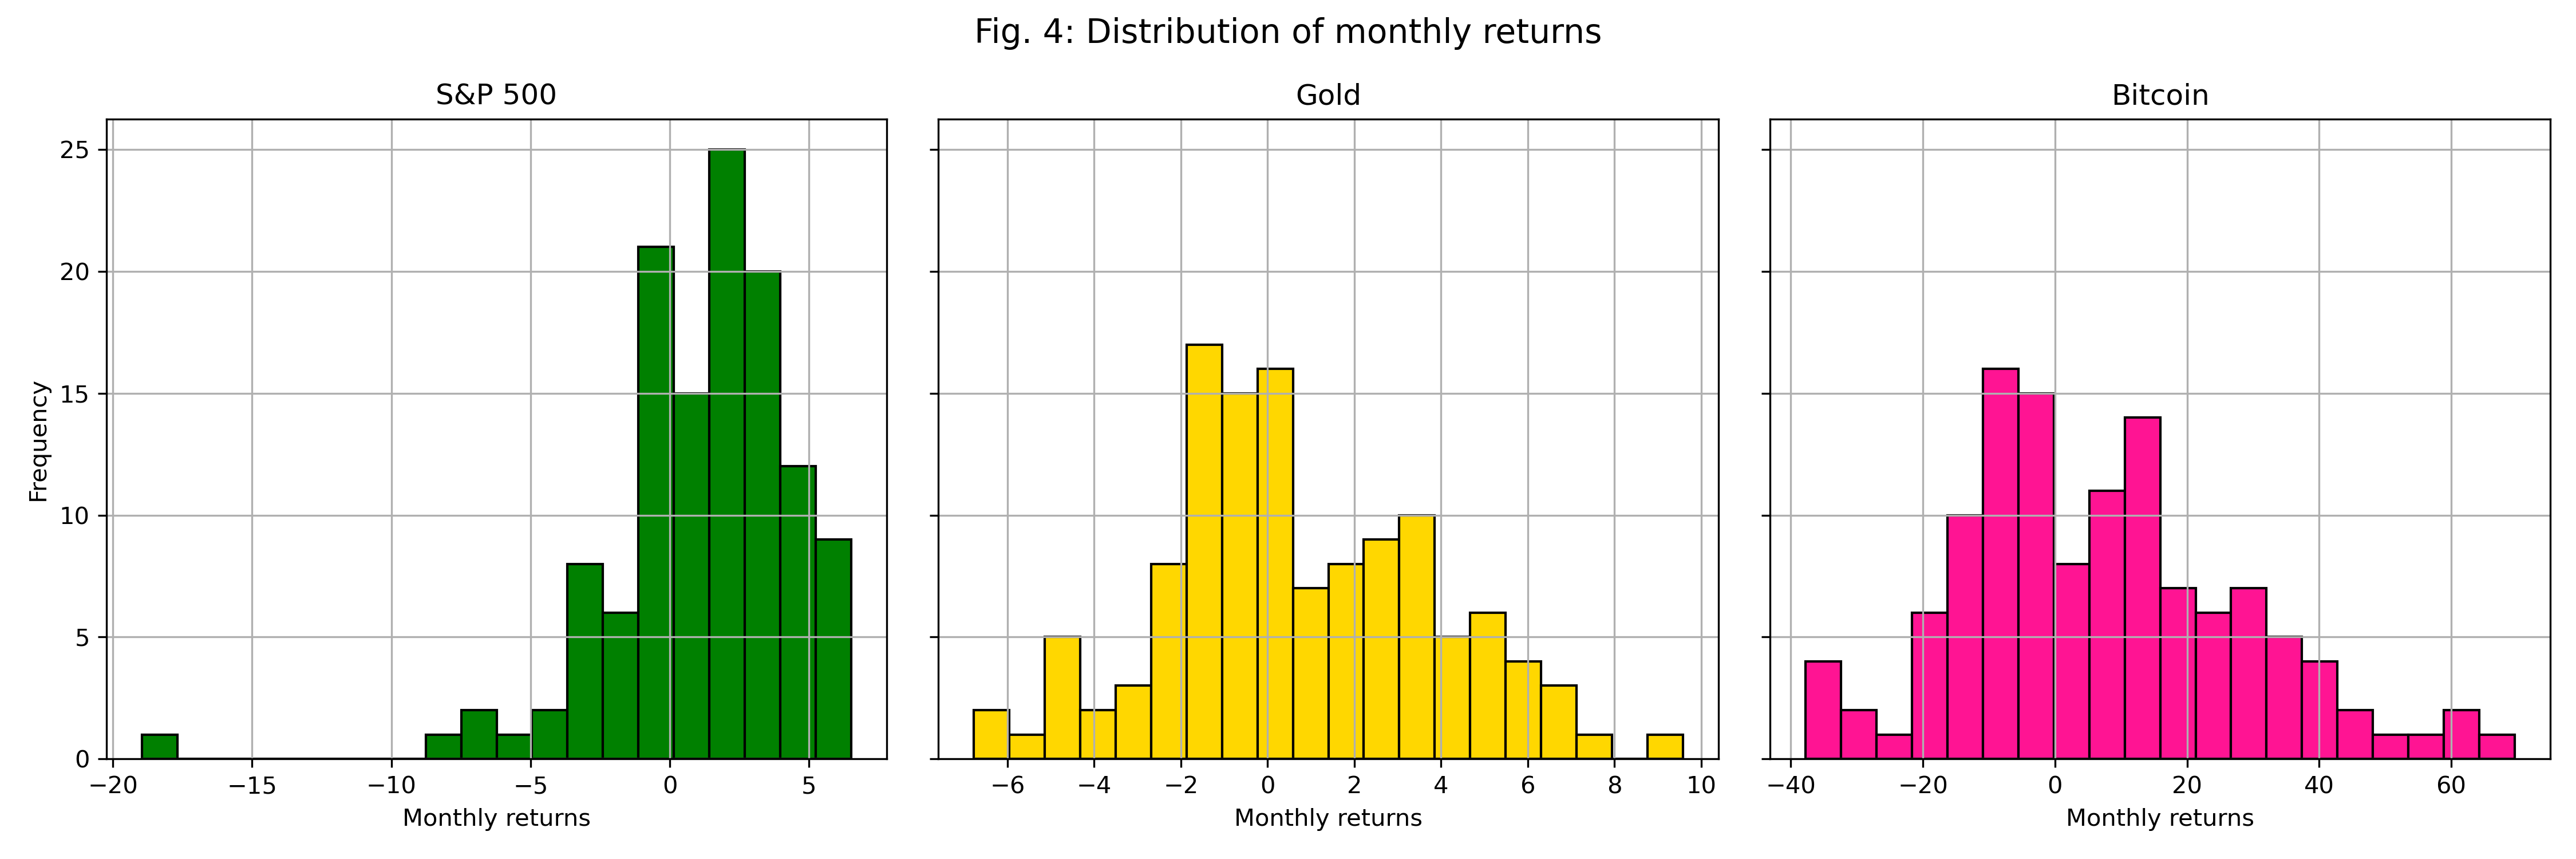 Fig. 4: Distribution of monthly returns
S&P 500
Gold
Bitcoin
Frequency
25
20
15
10
5
0
−20 −15 −10 −5 0 5
−6 −4 −2 0 2 4 6 8 10
−40 −20 0 20 40 60
Monthly returns
Monthly returns
Monthly returns